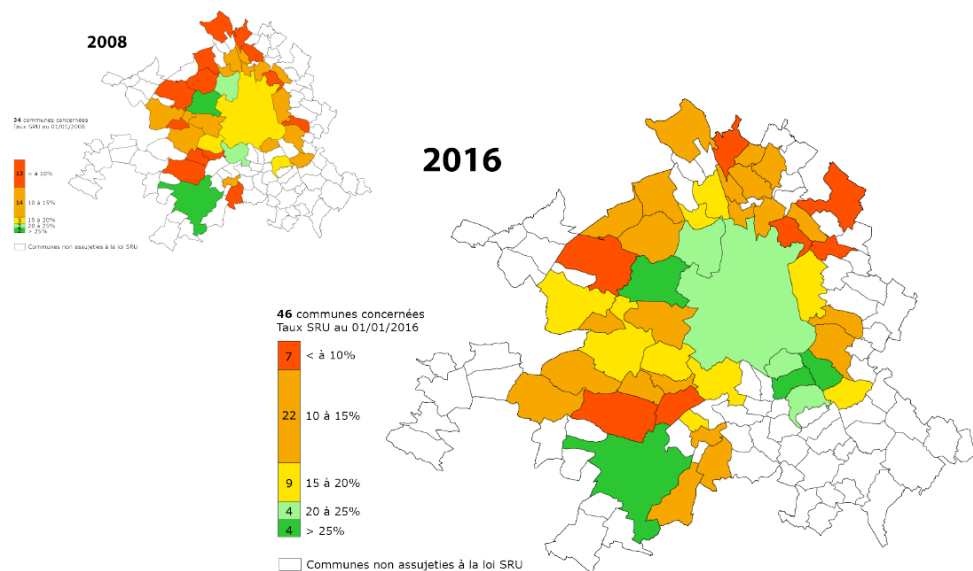 2008
34 communes concernées
Taux SRU au 01/01/2008
13 < à 10%
14 10 à 15%
15 à 20%
20 à 25%
> 25%
Communes non assujeties à la loi SRU
2016
46 communes concernées
Taux SRU au 01/01/2016
7 < à 10%
22 10 à 15%
9 15 à 20%
4 20 à 25%
4 > 25%
Communes non assujeties à la loi SRU